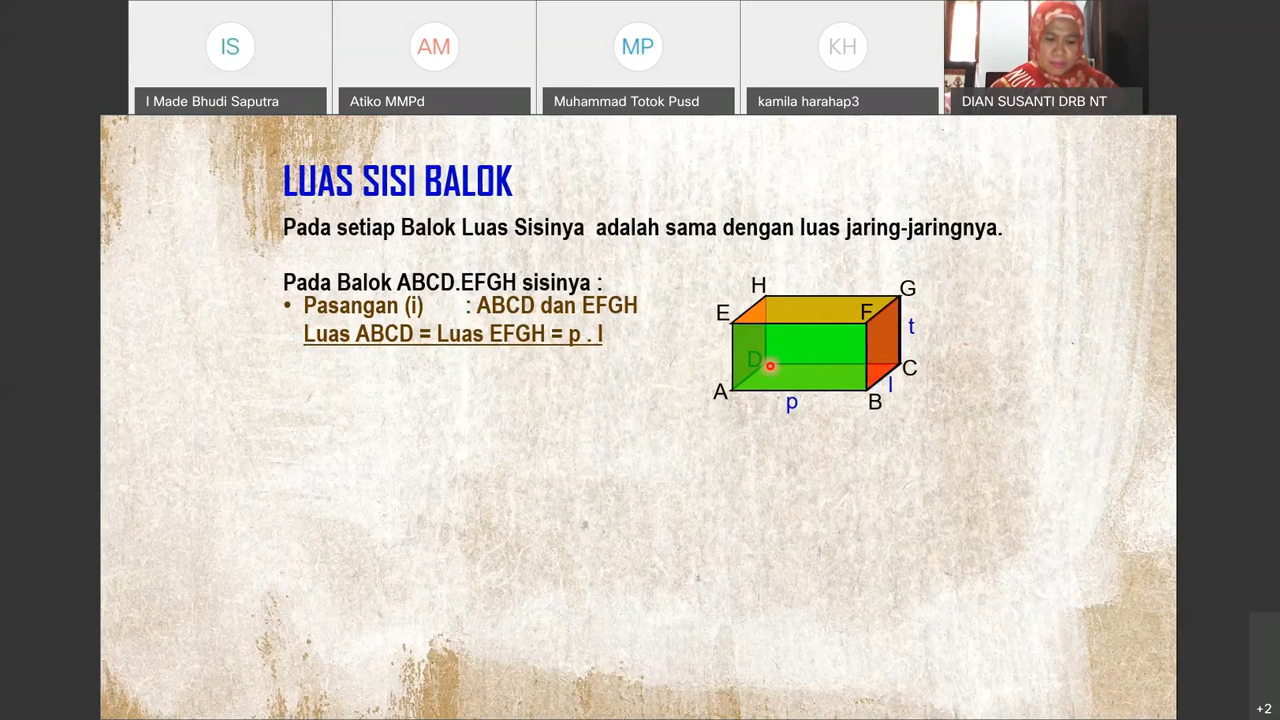 IS
AM
MP
KH
I Made Bhudi Saputra
Atiko MMPd
Muhammad Totok Pusd
kamila harahap3
DIAN SUSANTI DRB NT
LUAS SISI BALOK
Pada setiap Balok Luas Sisinya adalah sama dengan luas jaring-jaringnya.
Pada Balok ABCD.EFGH sisinya :
• Pasangan (i) : ABCD dan EFGH
Luas ABCD = Luas EFGH = p . l
H
G
E
F
t
D
C
A
l
p
B
+2